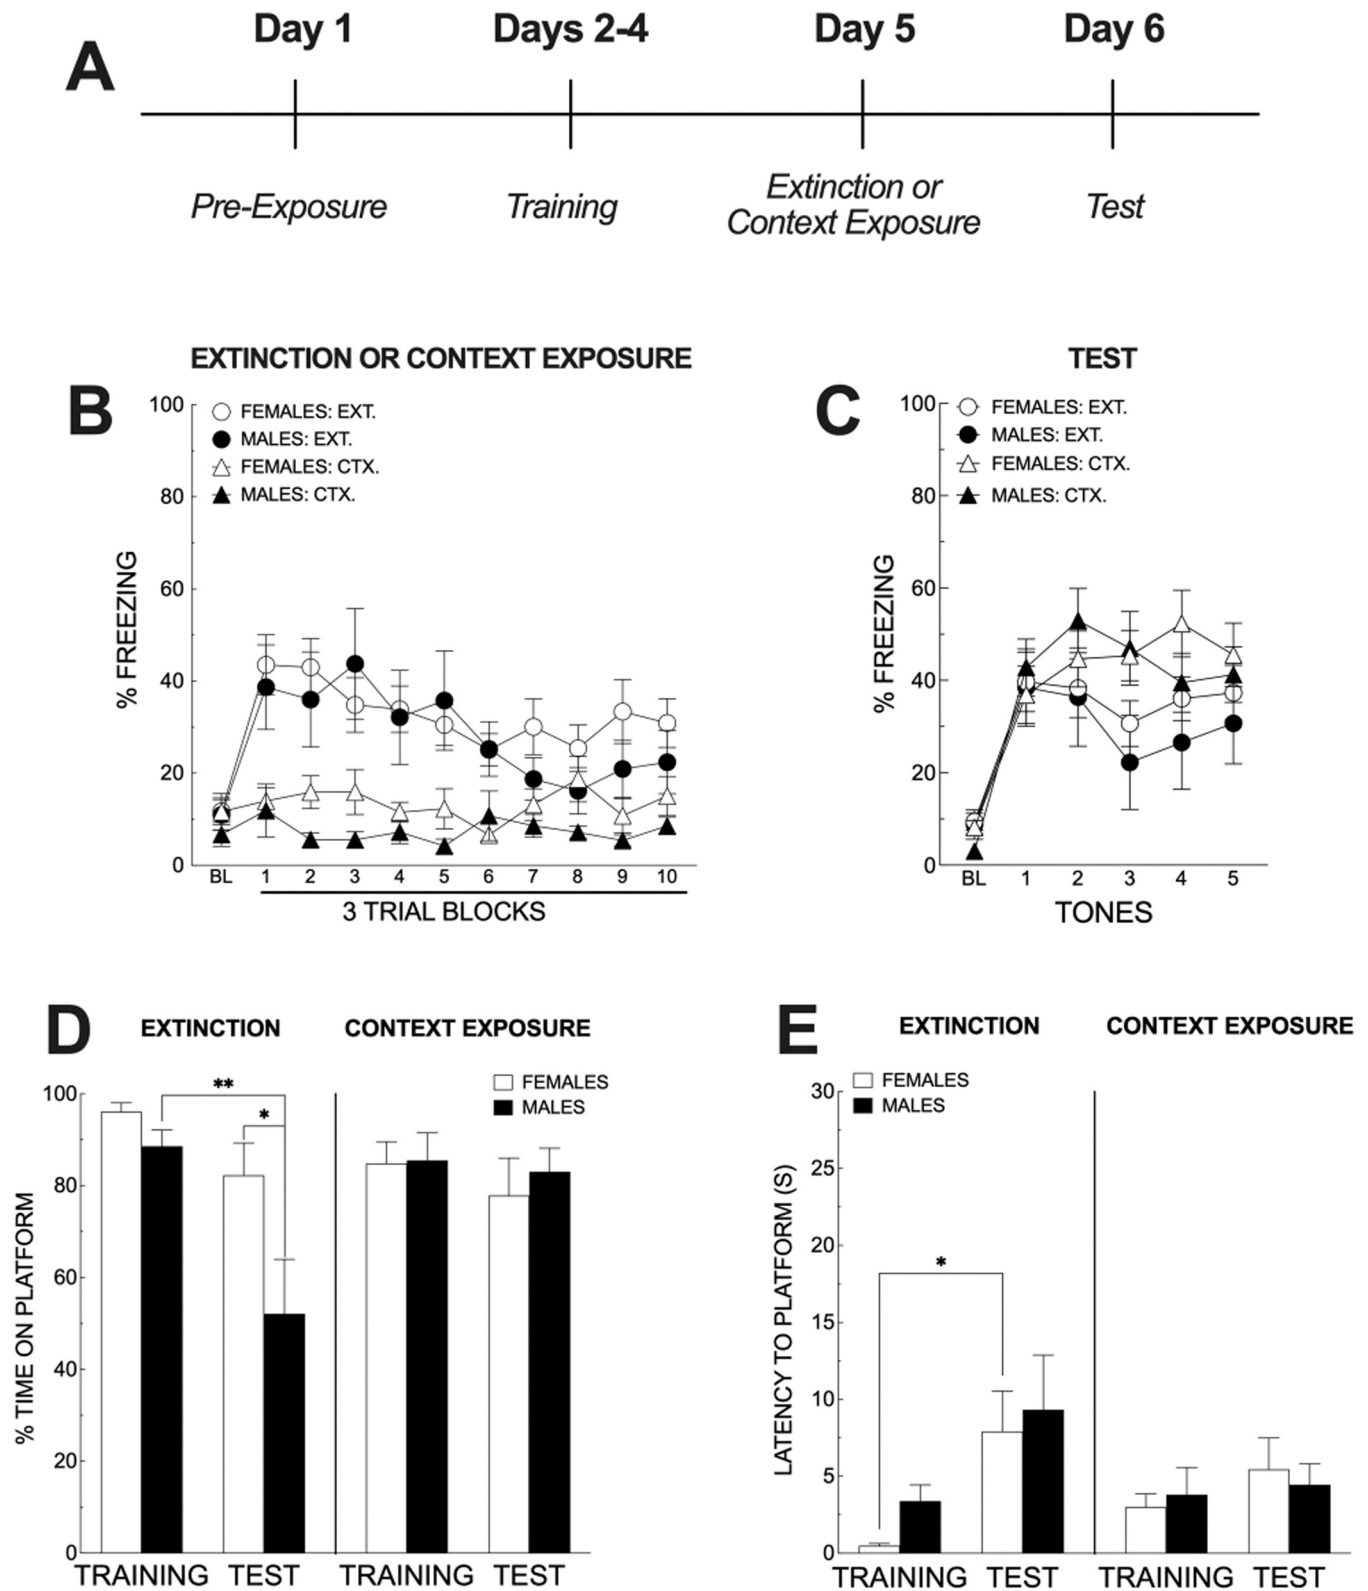 A
Day 1
Days 2-4
Day 5
Day 6
Pre-Exposure
Training
Extinction or
Context Exposure
Test
EXTINCTION OR CONTEXT EXPOSURE
B
FEMALES: EXT.
MALES: EXT.
FEMALES: CTX.
MALES: CTX.
% FREEZING
100
80
60
40
20
0
BL 1 2 3 4 5 6 7 8 9 10
3 TRIAL BLOCKS
TEST
C
FEMALES: EXT.
MALES: EXT.
FEMALES: CTX.
MALES: CTX.
% FREEZING
100
80
60
40
20
0
BL 1 2 3 4 5
TONES
D
EXTINCTION
CONTEXT EXPOSURE
FEMALES
MALES
**
*
% TIME ON PLATFORM
100
80
60
40
20
0
TRAINING TEST TRAINING TEST
E
EXTINCTION
CONTEXT EXPOSURE
FEMALES
MALES
*
LATENCY TO PLATFORM (S)
30
25
20
15
10
5
0
TRAINING TEST TRAINING TEST